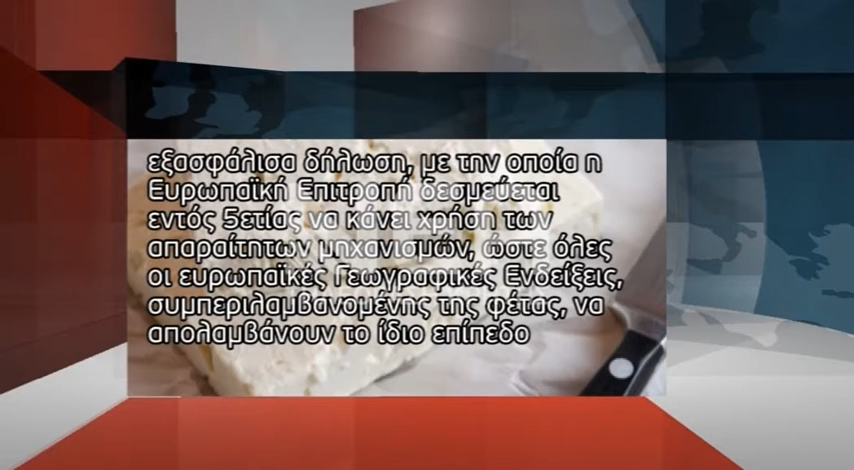 εξασφάλισα δήλωση, με την οποία η
Ευρωπαϊκή Επιτροπή δεσμεύεται
εντός 5ετίας να κάνει χρήση των
απαραίτητων μηχανισμών, ώστε όλες
οι ευρωπαϊκές Γεωγραφικές Ενδείξεις,
συμπεριλαμβανομένης της φέτας, να
απολαμβάνουν το ίδιο επίπεδο